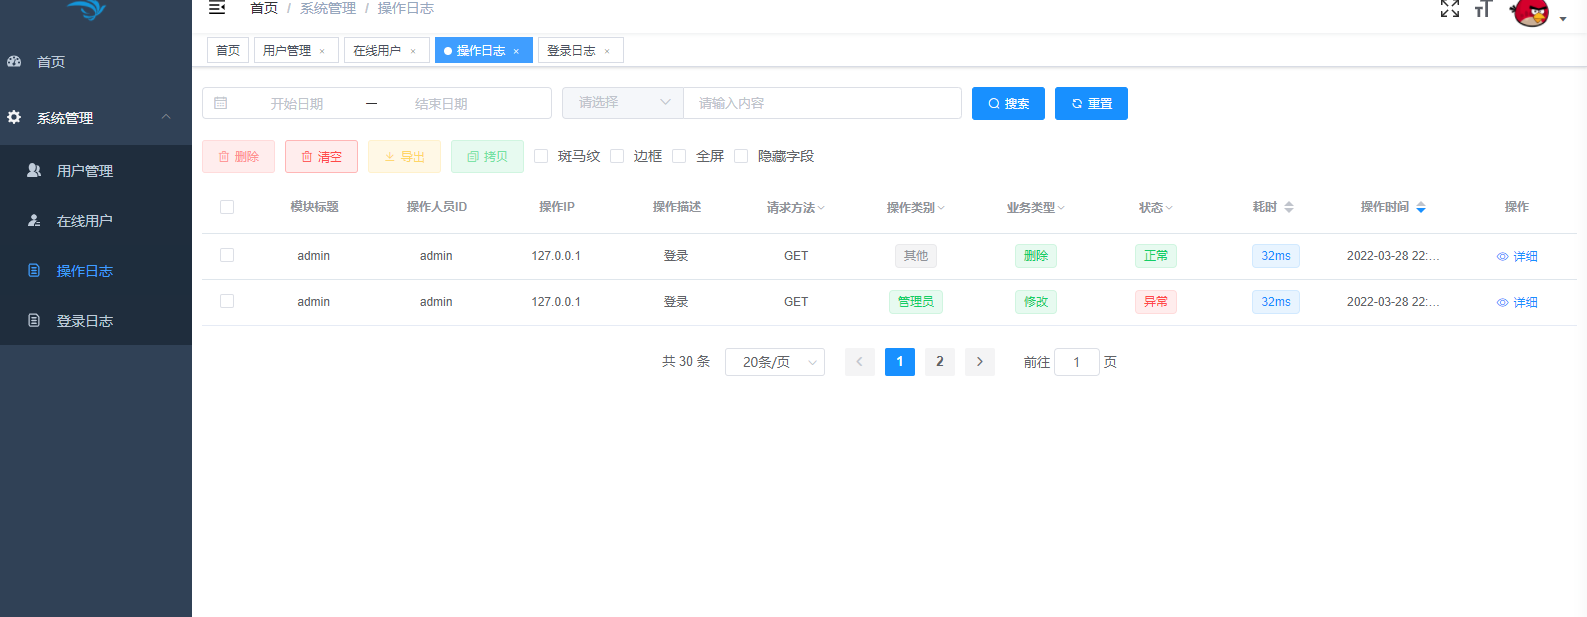 首页 / 系统管理 / 操作日志
首页
系统管理
用户管理
在线用户
操作日志
登录日志
首页 用户管理 × 在线用户 × 操作日志 × 登录日志 ×
开始日期 — 结束日期 请选择 请输入内容 搜索 重置
删除 清空 导出 拷贝 斑马纹 边框 全屏 隐藏字段
模块标题 操作人员ID 操作IP 操作描述 请求方法 操作类别 业务类型 状态 耗时 操作时间 操作
admin admin 127.0.0.1 登录 GET 其他 删除 正常 32ms 2022-03-28 22:... 详细
admin admin 127.0.0.1 登录 GET 管理员 修改 异常 32ms 2022-03-28 22:... 详细
共 30 条 20条/页 1 2 前往 1 页